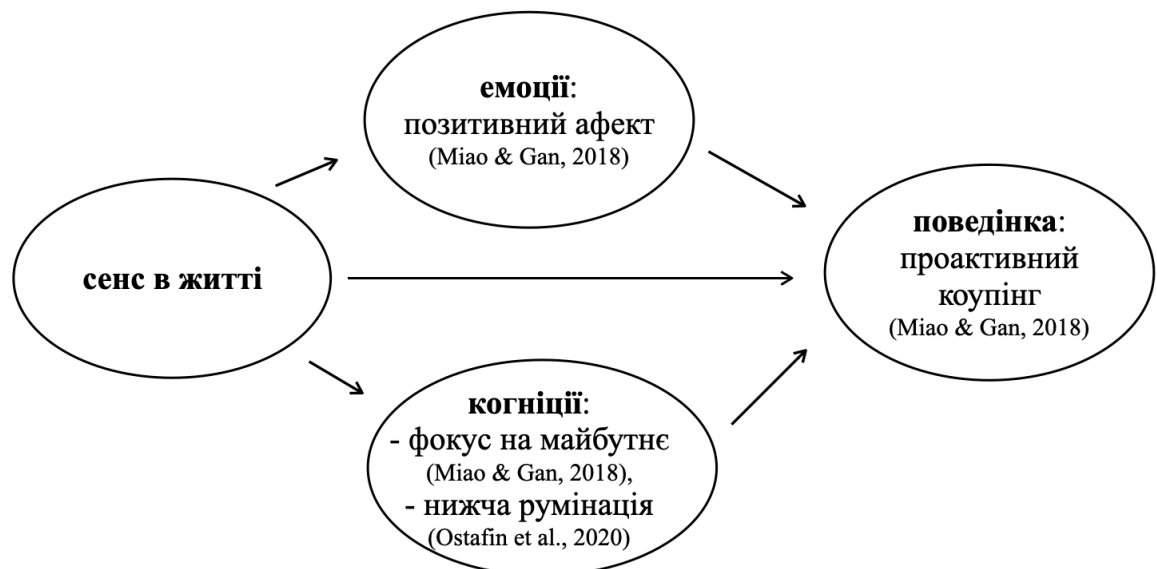 емоції:
позитивний афект
(Miao & Gan, 2018)
сенс в житті
поведінка:
проактивний
коупінг
(Miao & Gan, 2018)
когніції:
- фокус на майбутнє
(Miao & Gan, 2018),
- нижча румінація
(Ostafin et al., 2020)